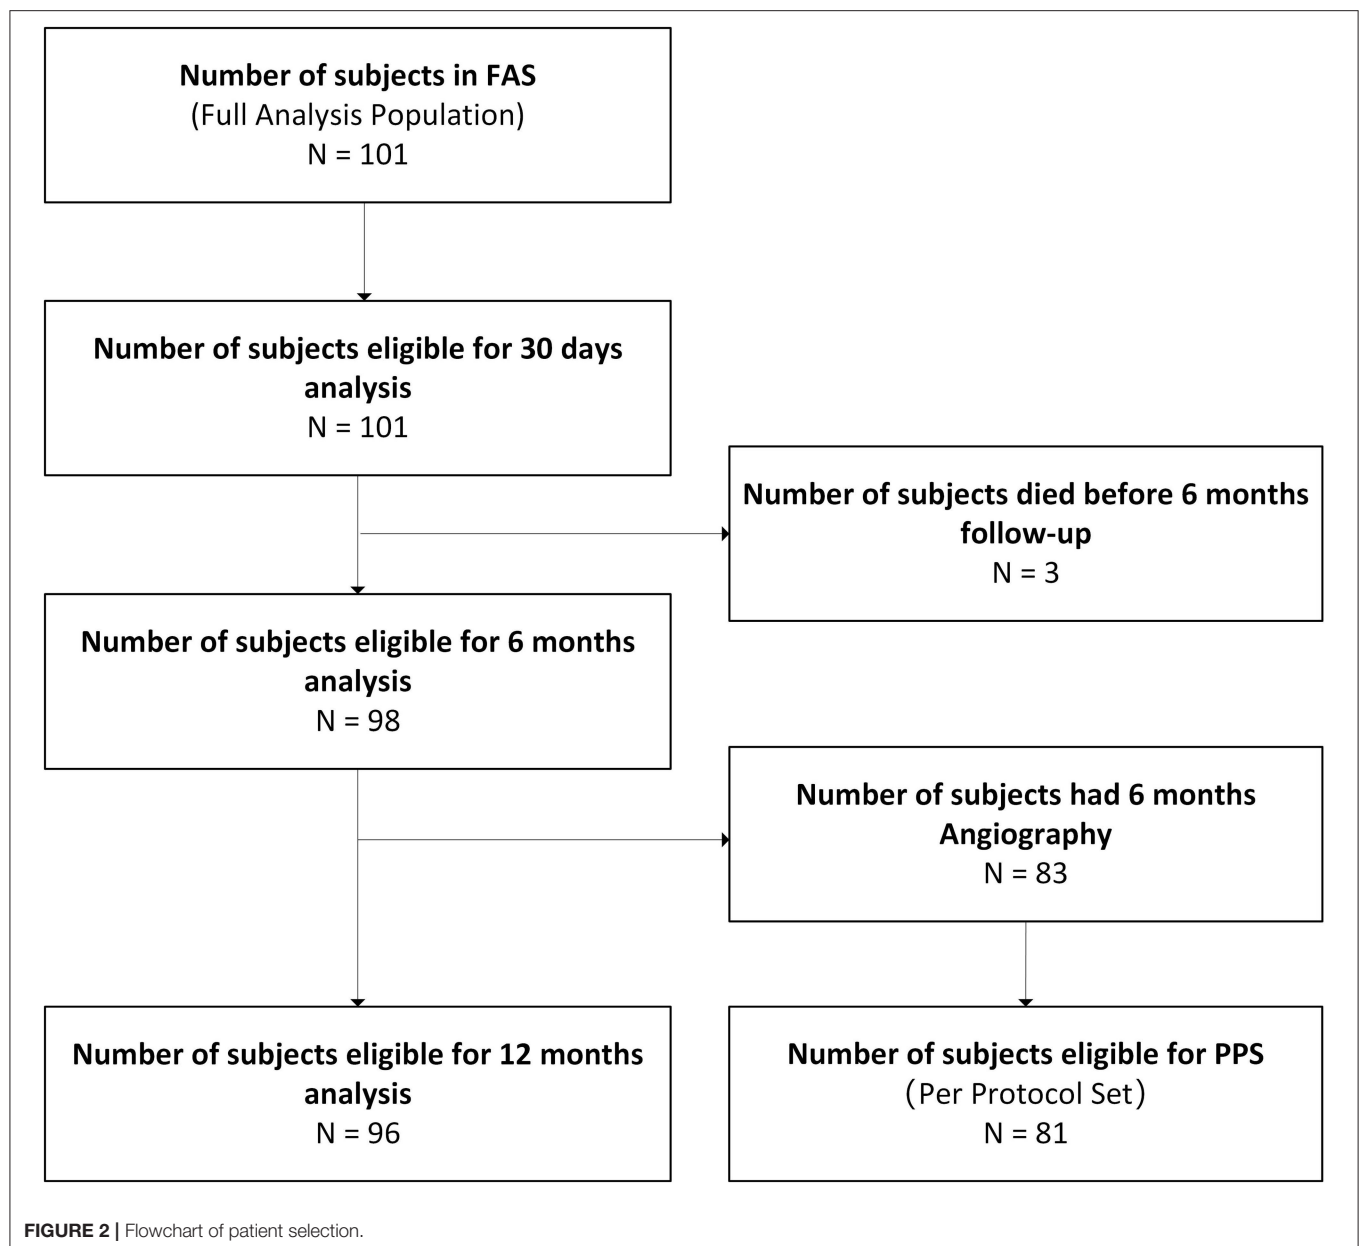 Number of subjects in FAS
(Full Analysis Population)
N = 101
Number of subjects eligible for 30 days
analysis
N = 101
Number of subjects died before 6 months
follow-up
N = 3
Number of subjects eligible for 6 months
analysis
N = 98
Number of subjects had 6 months
Angiography
N = 83
Number of subjects eligible for 12 months
analysis
N = 96
Number of subjects eligible for PPS
(Per Protocol Set)
N = 81
FIGURE 2 | Flowchart of patient selection.